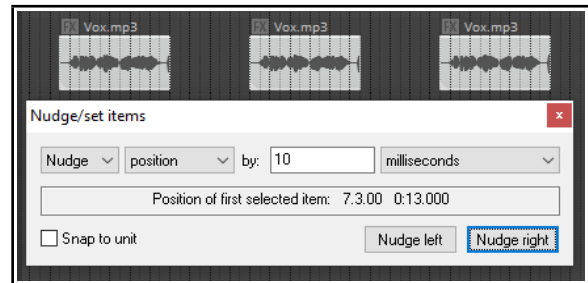 FX Vox.mp3 FX Vox.mp3 FX Vox.mp3
Nudge/set items x
Nudge position by: 10 milliseconds
Position of first selected item: 7.3.00 0:13.000
Snap to unit Nudge left Nudge right